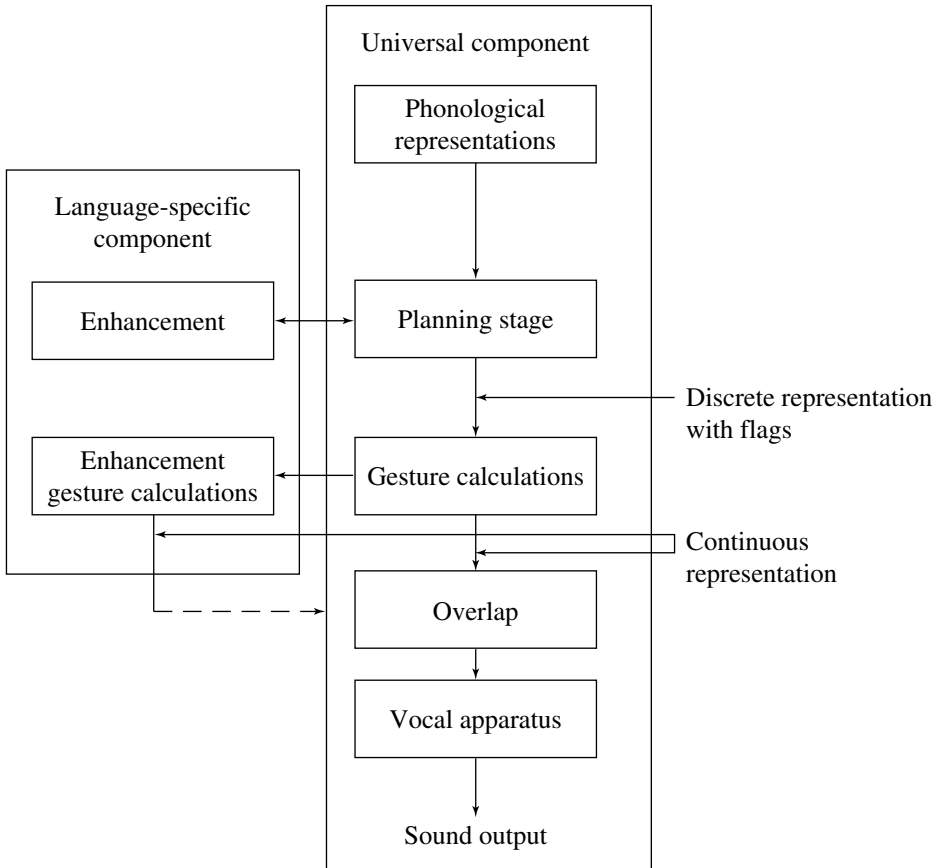 Universal component
Phonological
representations
Language-specific
component
Enhancement
Planning stage
Discrete representation
with flags
Enhancement
gesture calculations
Gesture calculations
Continuous
representation
Overlap
Vocal apparatus
Sound output